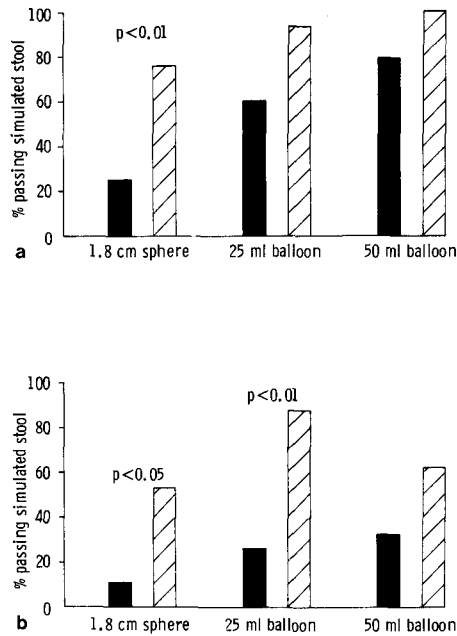 % passing simulated stool
100
80
60
40
20
0
p<0.01
1.8 cm sphere 25 ml balloon 50 ml balloon
a
% passing simulated stool
100
80
60
40
20
0
p<0.05
p<0.01
1.8 cm sphere 25 ml balloon 50 ml balloon
b